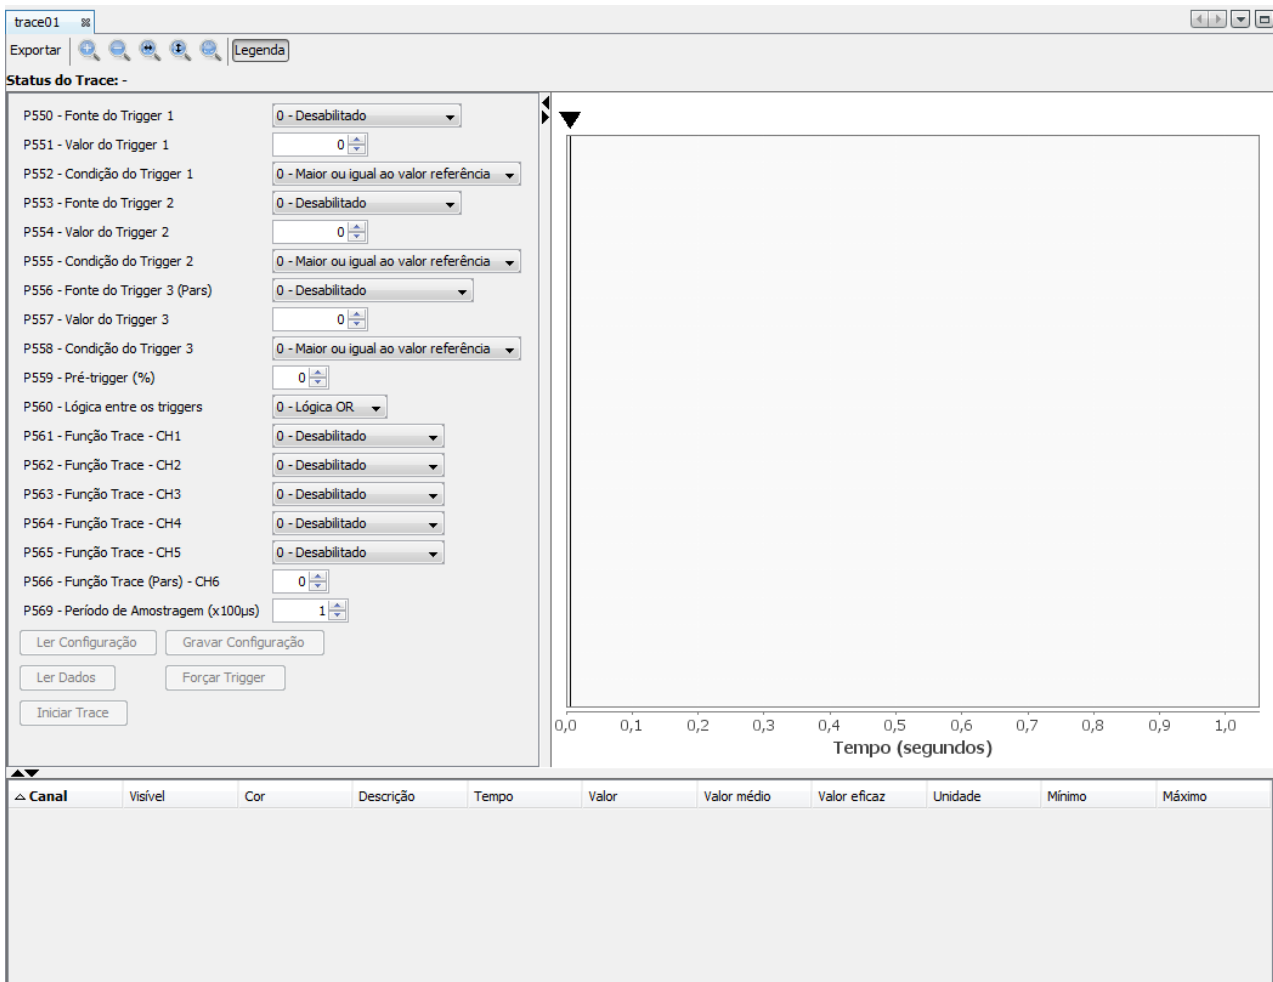 trace01
Exportar Legenda
Status do Trace: -
P550 - Fonte do Trigger 1 0 - Desabilitado
P551 - Valor do Trigger 1 0
P552 - Condição do Trigger 1 0 - Maior ou igual ao valor referência
P553 - Fonte do Trigger 2 0 - Desabilitado
P554 - Valor do Trigger 2 0
P555 - Condição do Trigger 2 0 - Maior ou igual ao valor referência
P556 - Fonte do Trigger 3 (Pars) 0 - Desabilitado
P557 - Valor do Trigger 3 0
P558 - Condição do Trigger 3 0 - Maior ou igual ao valor referência
P559 - Pré-trigger (%) 0
P560 - Lógica entre os triggers 0 - Lógica OR
P561 - Função Trace - CH1 0 - Desabilitado
P562 - Função Trace - CH2 0 - Desabilitado
P563 - Função Trace - CH3 0 - Desabilitado
P564 - Função Trace - CH4 0 - Desabilitado
P565 - Função Trace - CH5 0 - Desabilitado
P566 - Função Trace (Pars) - CH6 0
P569 - Período de Amostragem (x100µs) 1
Ler Configuração Gravar Configuração
Ler Dados Forçar Trigger
Iniciar Trace
0,0 0,1 0,2 0,3 0,4 0,5 0,6 0,7 0,8 0,9 1,0
Tempo (segundos)
Canal Visível Cor Descrição Tempo Valor Valor médio Valor eficaz Unidade Mínimo Máximo